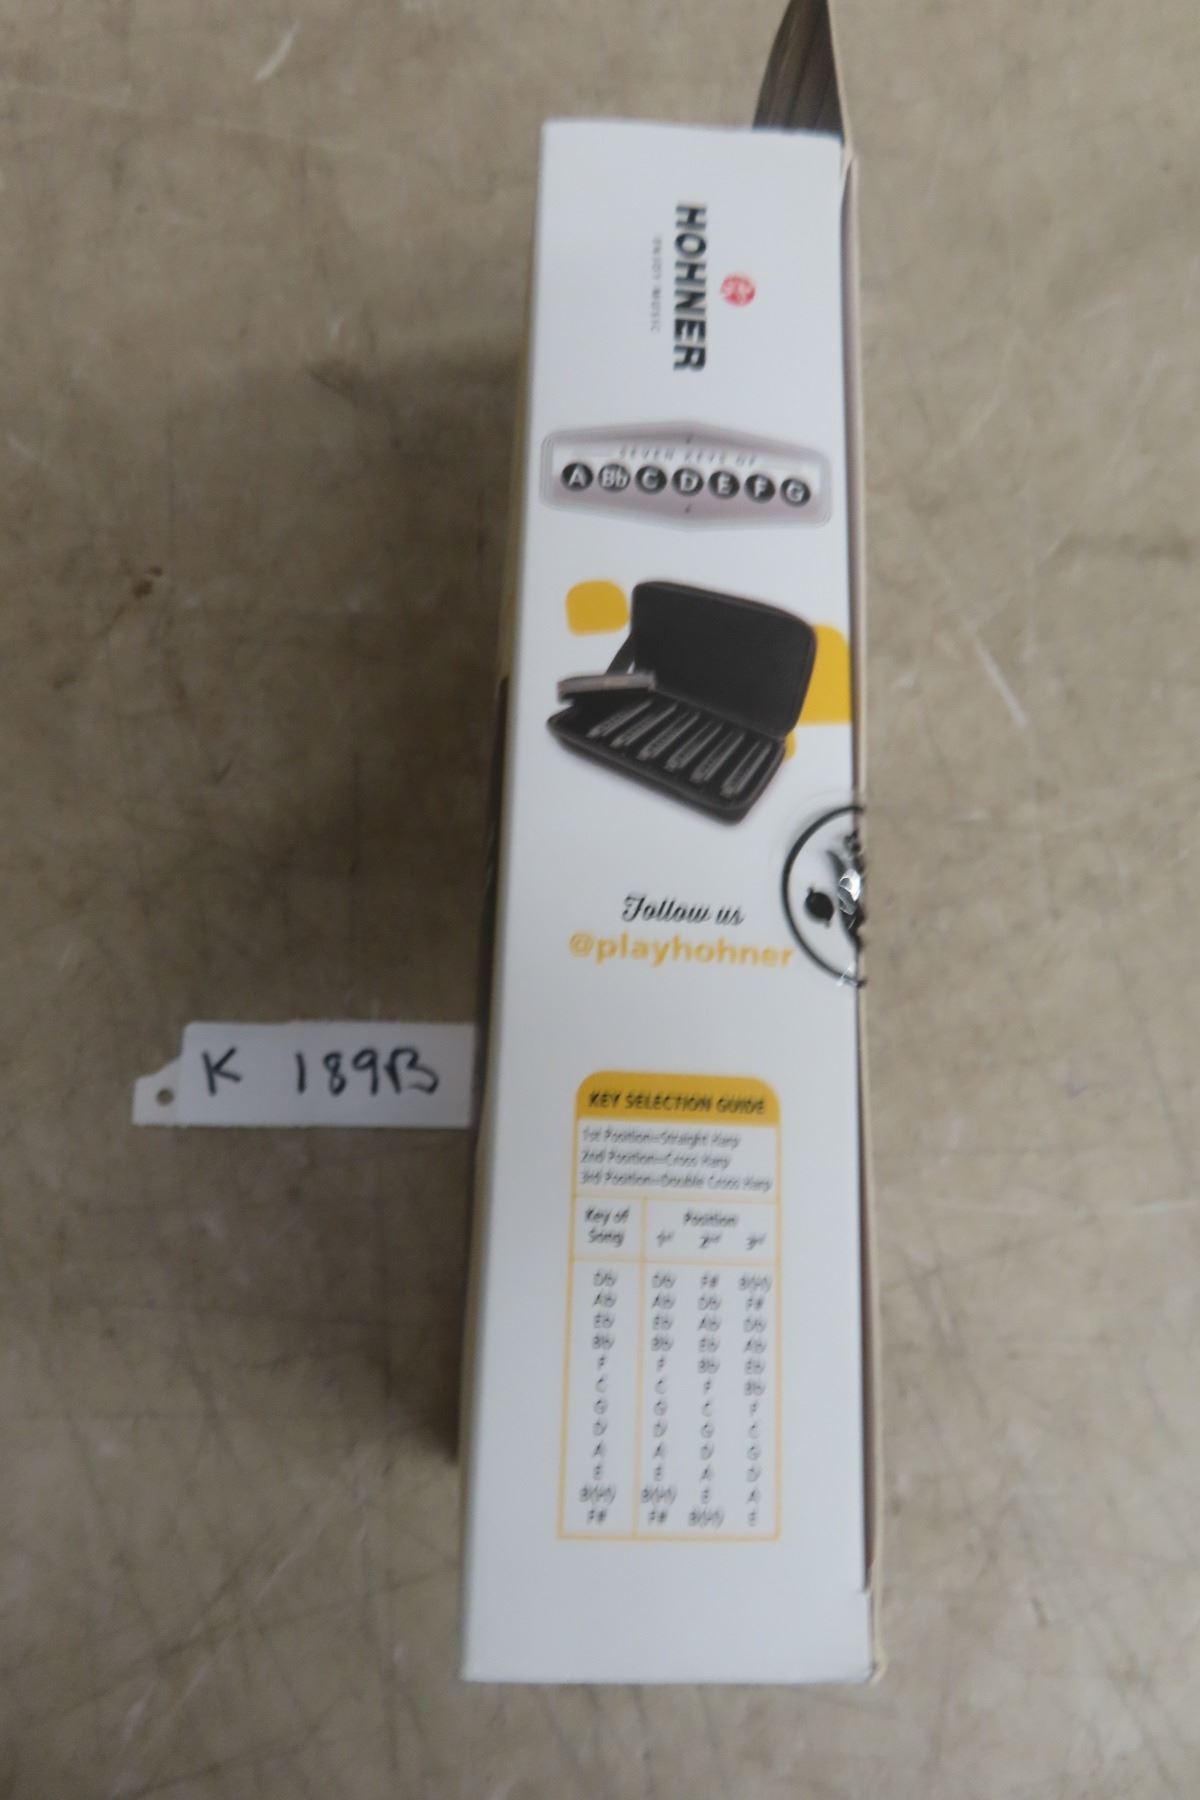 HOHNER
ENJOY MUSIC
SEVEN KEYS OF
A Bb C D E F G
Follow us
@playhohner
K 189B
KEY SELECTION GUIDE
1st Position–Straight Harp
2nd Position–Cross Harp
3rd Position–Double Cross Harp
Key of Song Position
1st 2nd 3rd
Db Db F# B(H)
Ab Ab Db F#
Eb Eb Ab Db
Bb Bb Eb Ab
F F Bb Eb
C C F Bb
G G C F
D D G C
A A D G
E E A D
B(H) B(H) E A
F# F# B(H) E